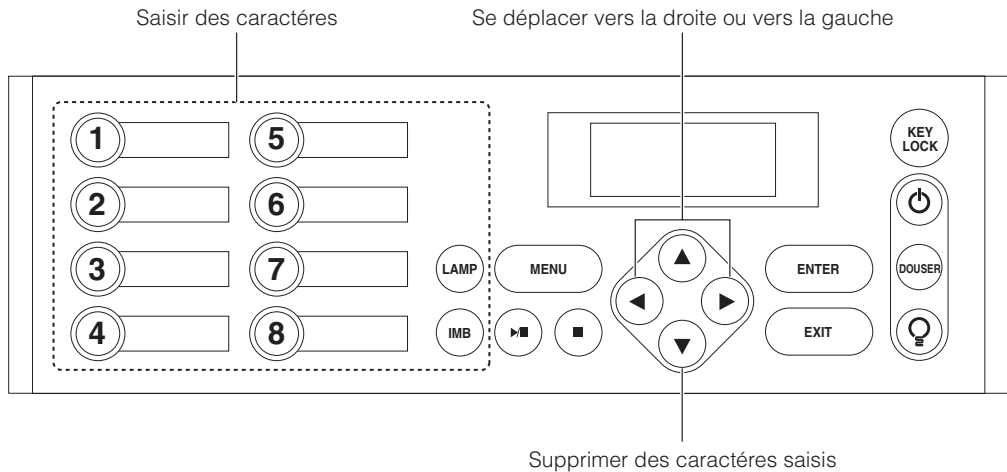 Saisir des caractéres
Se déplacer vers la droite ou vers la gauche
1
5
KEY
LOCK
2
6
3
7
LAMP
MENU
ENTER
DOUSER
4
8
IMB
EXIT
Supprimer des caractéres saisis